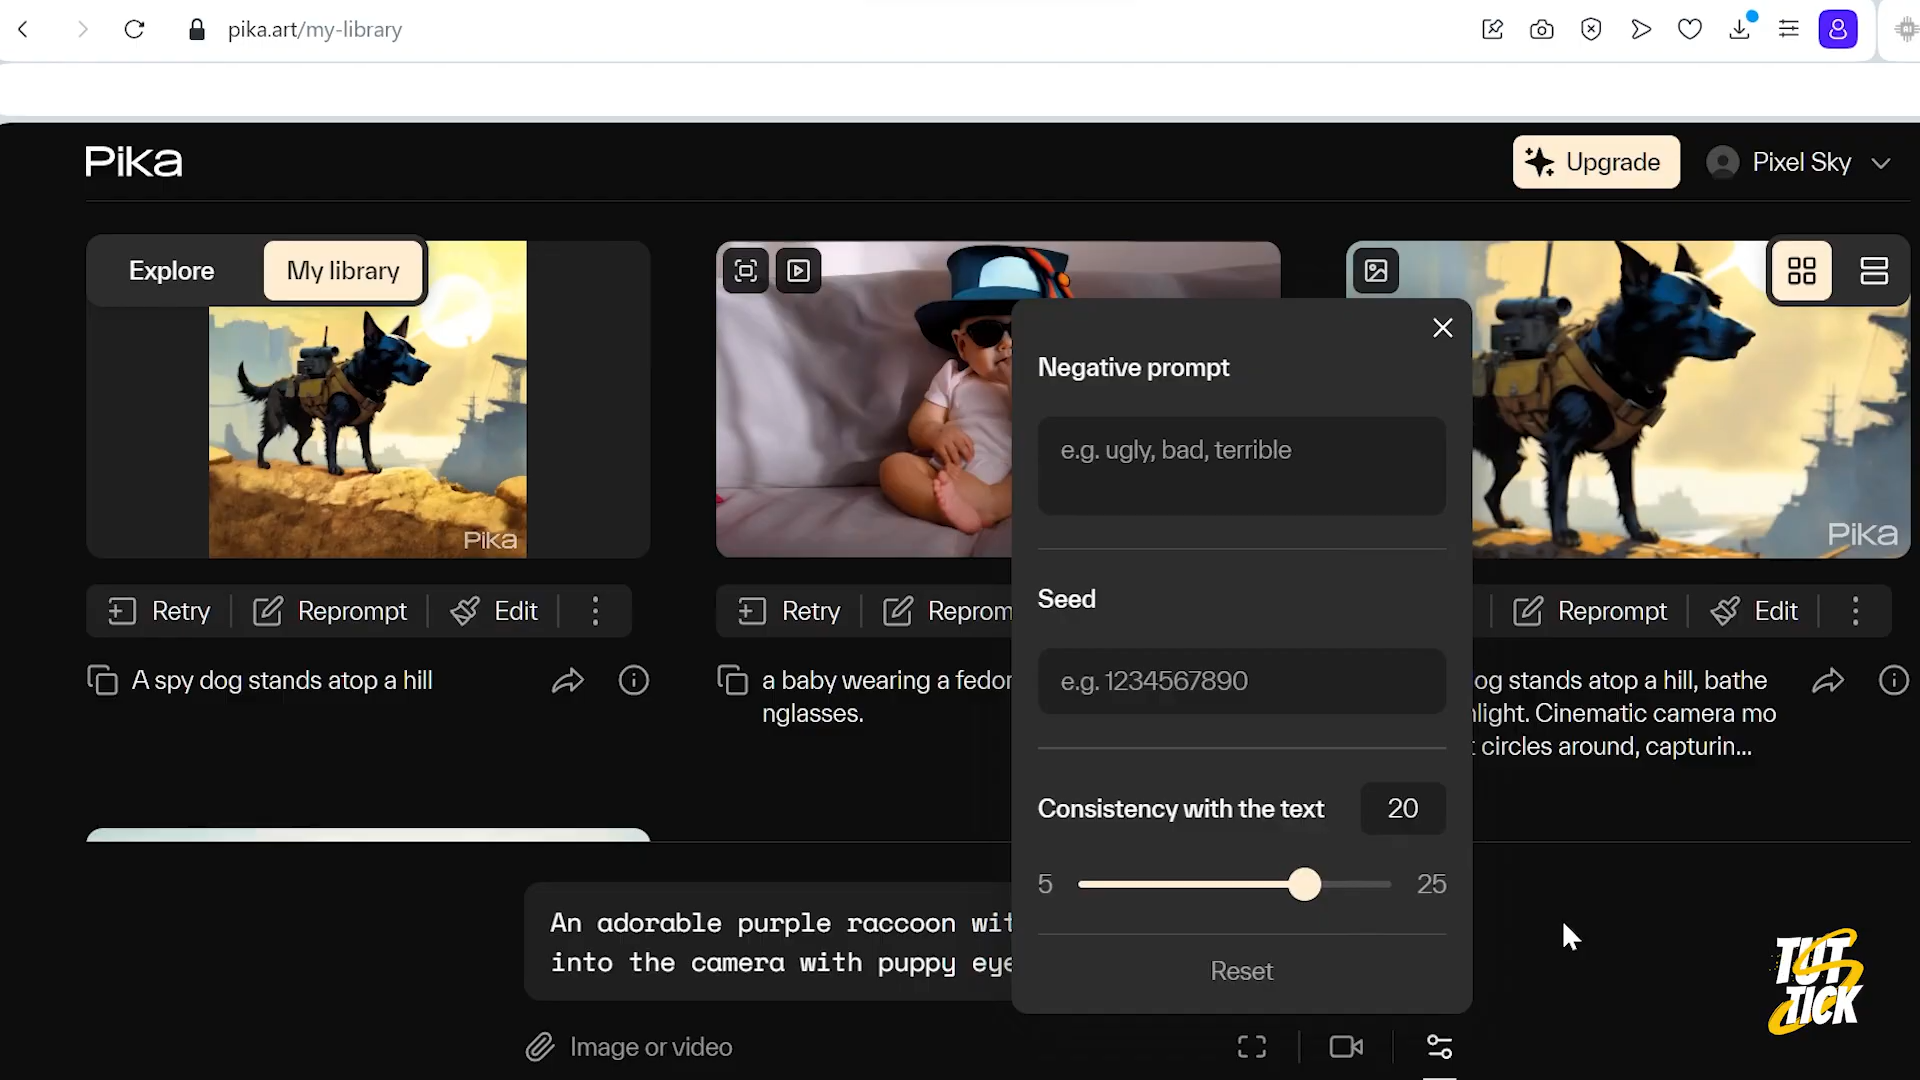 pika.art/my-library
Pika
Upgrade
Pixel Sky
Explore
My library
Pika
Pika
Retry
Reprompt
Edit
Retry
Reprom
Reprompt
Edit
A spy dog stands atop a hill
a baby wearing a fedor
nglasses.
og stands atop a hill, bathe
light. Cinematic camera mo
t circles around, capturin...
Negative prompt
e.g. ugly, bad, terrible
Seed
e.g. 1234567890
Consistency with the text
20
5
25
Reset
An adorable purple raccoon wit
into the camera with puppy eye
Image or video
TUT
TICK